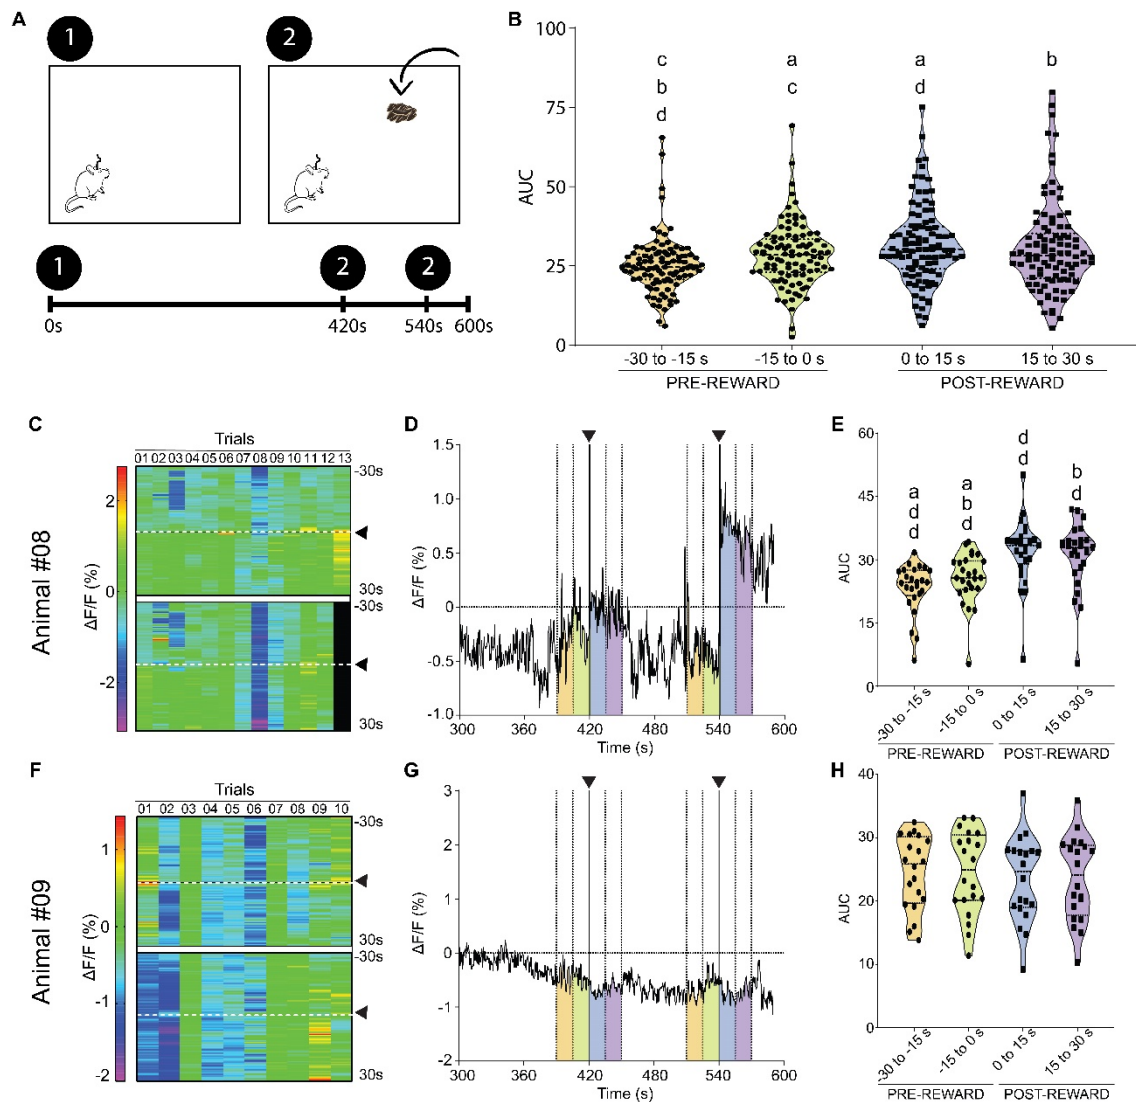 A
1
2
1
2
2
0s
420s
540s
600s
B
100
75
50
25
0
AUC
c
b
d
a
c
a
d
b
-30 to -15 s
-15 to 0 s
0 to 15 s
15 to 30 s
PRE-REWARD
POST-REWARD
C
Animal #08
Trials
01 02 03 04 05 06 07 08 09 10 11 12 13
2
0
-2
ΔF/F (%)
-30s
30s
-30s
30s
D
1.5
1.0
0.5
0
-0.5
-1.0
ΔF/F (%)
300 360 420 480 540 600
Time (s)
E
60
45
30
15
0
AUC
a
d
d
a
b
d
d
d
b
d
-30 to -15 s
-15 to 0 s
0 to 15 s
15 to 30 s
PRE-REWARD
POST-REWARD
F
Animal #09
Trials
01 02 03 04 05 06 07 08 09 10
1
0
-1
-2
ΔF/F (%)
-30s
30s
-30s
30s
G
3
2
1
0
-1
-2
ΔF/F (%)
300 360 420 480 540 600
Time (s)
H
40
30
20
10
0
AUC
-30 to -15 s
-15 to 0 s
0 to 15 s
15 to 30 s
PRE-REWARD
POST-REWARD